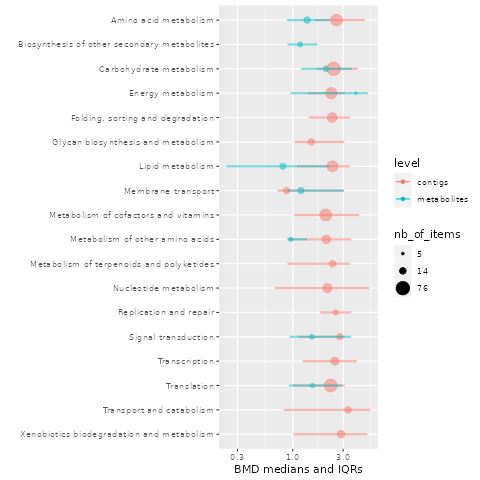 Amino acid metabolism
Biosynthesis of other secondary metabolites
Carbohydrate metabolism
Energy metabolism
Folding, sorting and degradation
Glycan biosynthesis and metabolism
Lipid metabolism
Membrane transport
Metabolism of cofactors and vitamins
Metabolism of other amino acids
Metabolism of terpenoids and polyketides
Nucleotide metabolism
Replication and repair
Signal transduction
Transcription
Translation
Transport and catabolism
Xenobiotics biodegradation and metabolism
0.3 1.0 3.0
BMD medians and IQRs
level
contigs
metabolites
nb_of_items
5
14
76